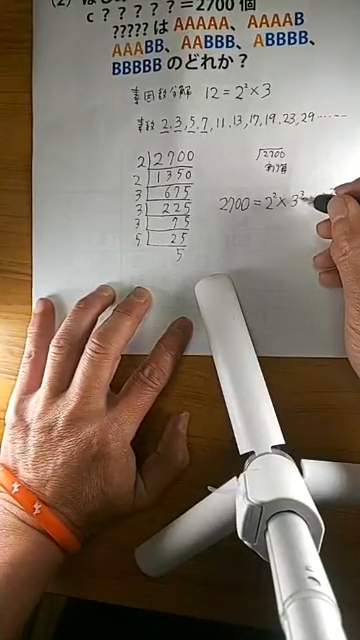 c ? ? ? ? ? =2700 個
?????は AAAAA、AAAAB
AAABB、AABBB、ABBBB、
BBBBB のどれか?
素因数分解 12=2²×3
素数 2,3,5,7,11,13,17,19,23,29……
2 2700
2 1350
3 675
3 225
3 75
5 25
5
√2700
2700=2²×3³